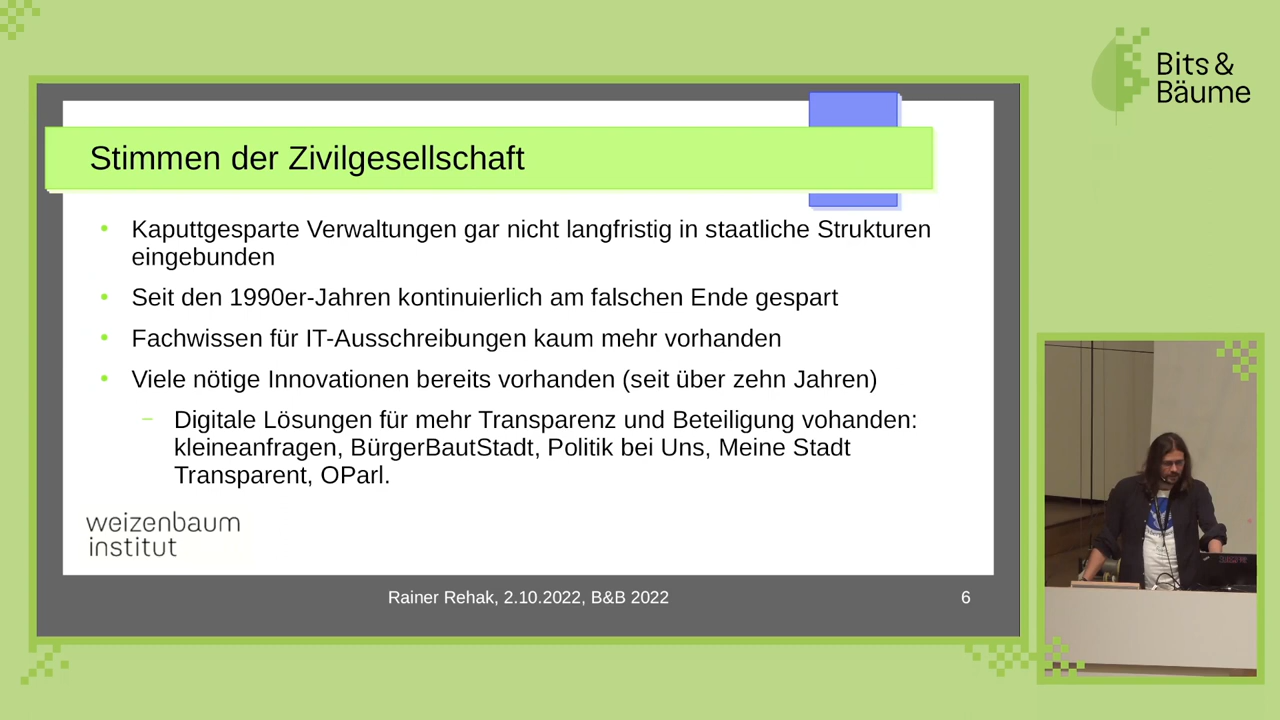 Bits &
Bäume
Stimmen der Zivilgesellschaft
• Kaputtgesparte Verwaltungen gar nicht langfristig in staatliche Strukturen
eingebunden
• Seit den 1990er-Jahren kontinuierlich am falschen Ende gespart
• Fachwissen für IT-Ausschreibungen kaum mehr vorhanden
• Viele nötige Innovationen bereits vorhanden (seit über zehn Jahren)
– Digitale Lösungen für mehr Transparenz und Beteiligung vohanden:
kleineanfragen, BürgerBautStadt, Politik bei Uns, Meine Stadt
Transparent, OParl.
weizenbaum
institut
Rainer Rehak, 2.10.2022, B&B 2022
6